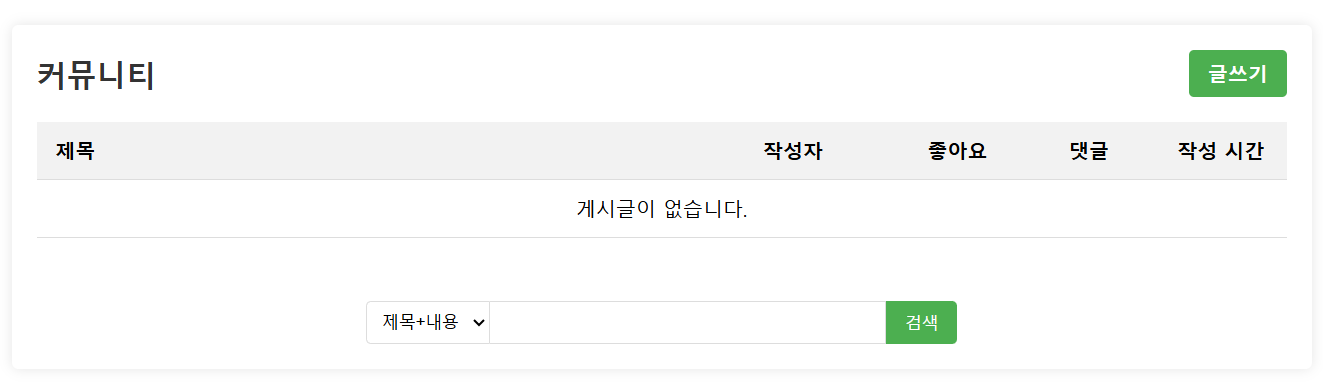 커뮤니티
글쓰기
제목 작성자 좋아요 댓글 작성 시간
게시글이 없습니다.
제목+내용 검색